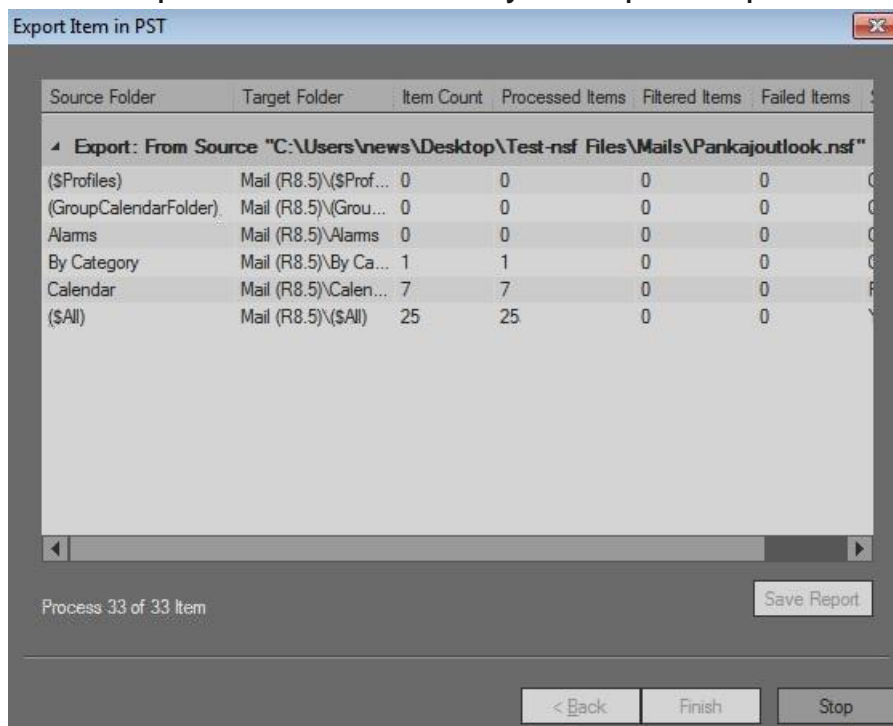 Export Item in PST
Source Folder Target Folder Item Count Processed Items Filtered Items Failed Items
Export: From Source "C:\Users\news\Desktop\Test-nsf Files\Mails\Pankajoutlook.nsf"
($Profiles) Mail (R8.5)\($Prof... 0 0 0 0
(GroupCalendarFolder) Mail (R8.5)\(Grou... 0 0 0 0
Alarms Mail (R8.5)\Alarms 0 0 0 0
By Category Mail (R8.5)\By Ca... 1 1 0 0
Calendar Mail (R8.5)\Calen... 7 7 0 0
($All) Mail (R8.5)\($All) 25 25 0 0
Process 33 of 33 Item
Save Report
< Back Finish Stop